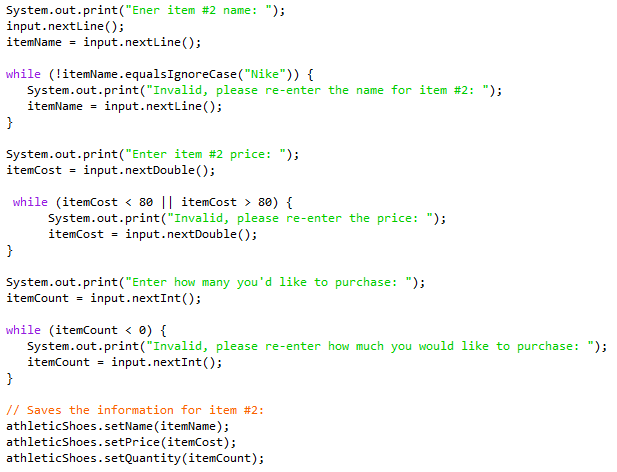 System.out.print("Ener item #2 name: ");
input.nextLine();
itemName = input.nextLine();

while (!itemName.equalsIgnoreCase("Nike")) {
   System.out.print("Invalid, please re-enter the name for item #2: ");
   itemName = input.nextLine();
}

System.out.print("Enter item #2 price: ");
itemCost = input.nextDouble();

 while (itemCost < 80 || itemCost > 80) {
      System.out.print("Invalid, please re-enter the price: ");
      itemCost = input.nextDouble();
}

System.out.print("Enter how many you'd like to purchase: ");
itemCount = input.nextInt();

while (itemCount < 0) {
   System.out.print("Invalid, please re-enter how much you would like to purchase: ");
   itemCount = input.nextInt();
}

// Saves the information for item #2:
athleticShoes.setName(itemName);
athleticShoes.setPrice(itemCost);
athleticShoes.setQuantity(itemCount);